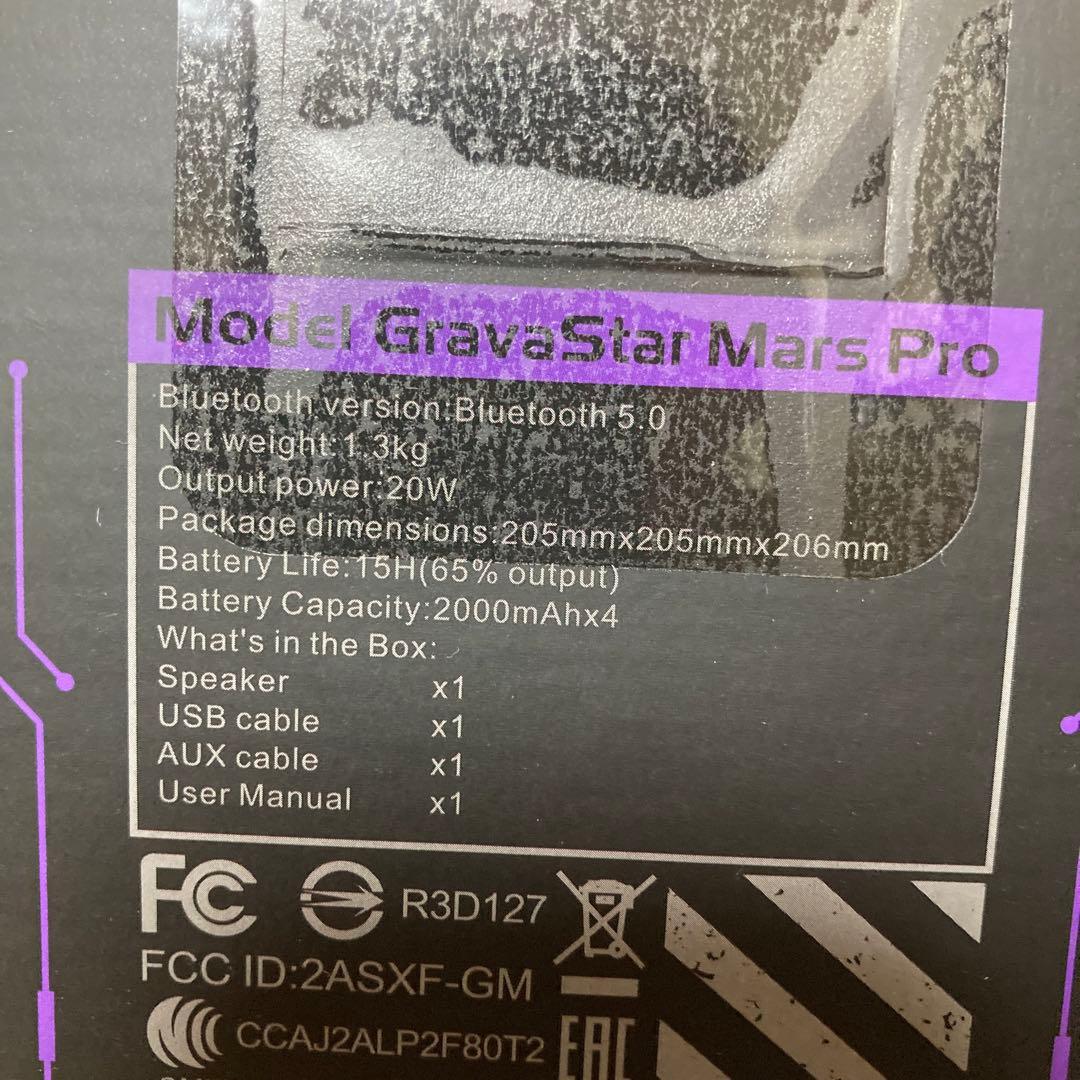 Model GravaStar Mars Pro
Bluetooth version:Bluetooth 5.0
Net weight:1.3kg
Output power:20W
Package dimensions:205mmx205mmx206mm
Battery Life:15H(65% output)
Battery Capacity:2000mAhx4
What's in the Box:
Speaker x1
USB cable x1
AUX cable x1
User Manual x1
FC R3D127
FCC ID:2ASXF-GM
CCAJ2ALP2F80T2 EAC